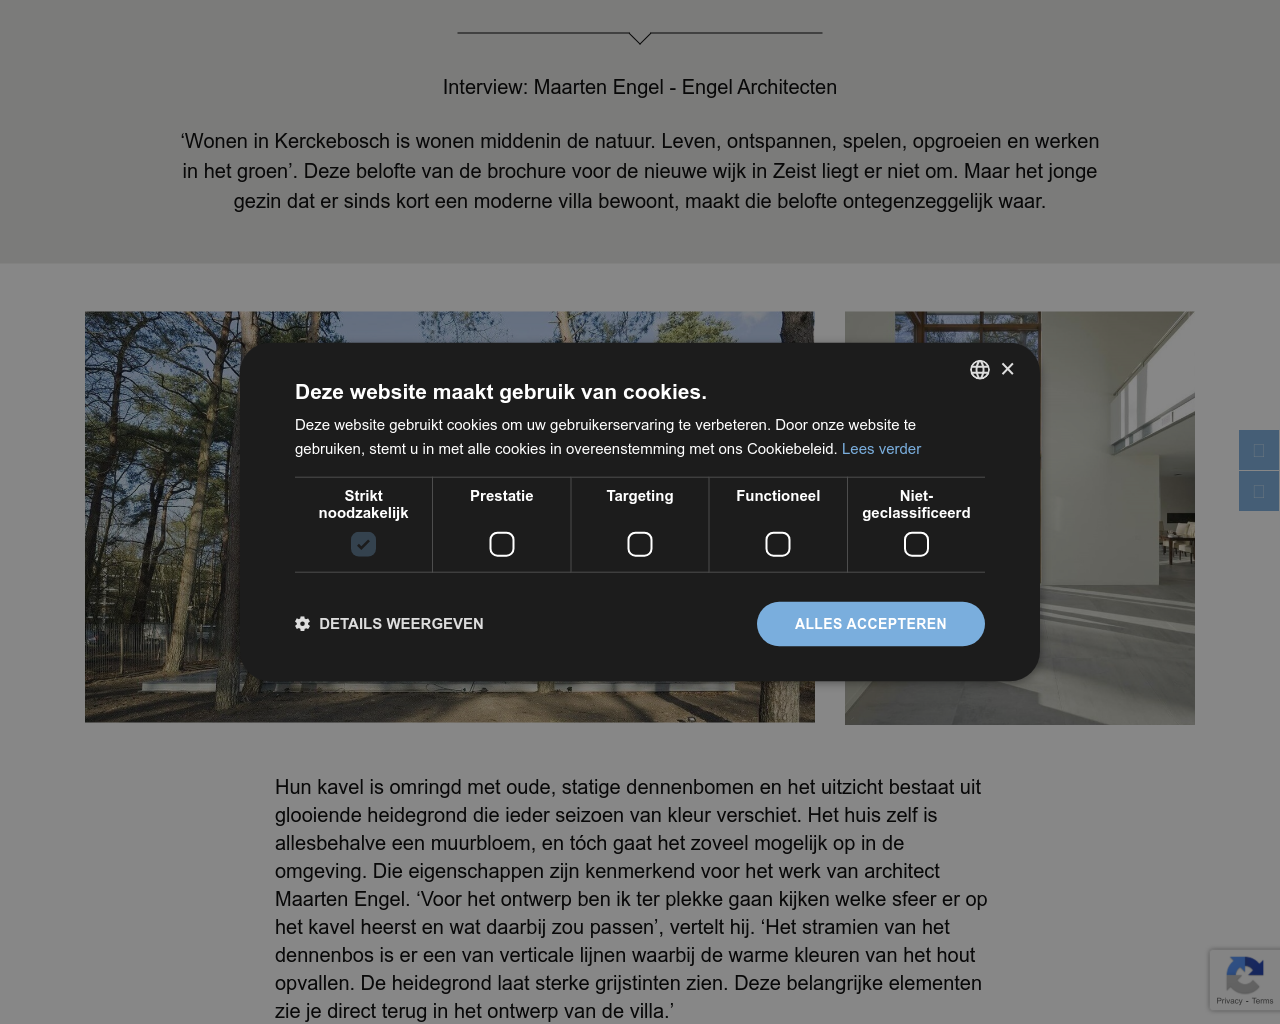 Interview: Maarten Engel - Engel Architecten
‘Wonen in Kerckebosch is wonen middenin de natuur. Leven, ontspannen, spelen, opgroeien en werken
in het groen’. Deze belofte van de brochure voor de nieuwe wijk in Zeist liegt er niet om. Maar het jonge
gezin dat er sinds kort een moderne villa bewoont, maakt die belofte ontegenzeggelijk waar.
×
Deze website maakt gebruik van cookies.
Deze website gebruikt cookies om uw gebruikerservaring te verbeteren. Door onze website te
gebruiken, stemt u in met alle cookies in overeenstemming met ons Cookiebeleid. Lees verder
Strikt
noodzakelijk
Prestatie
Targeting
Functioneel
Niet-
geclassificeerd
DETAILS WEERGEVEN
ALLES ACCEPTEREN
Hun kavel is omringd met oude, statige dennenbomen en het uitzicht bestaat uit
glooiende heidegrond die ieder seizoen van kleur verschiet. Het huis zelf is
allesbehalve een muurbloem, en tóch gaat het zoveel mogelijk op in de
omgeving. Die eigenschappen zijn kenmerkend voor het werk van architect
Maarten Engel. ‘Voor het ontwerp ben ik ter plekke gaan kijken welke sfeer er op
het kavel heerst en wat daarbij zou passen’, vertelt hij. ‘Het stramien van het
dennenbos is er een van verticale lijnen waarbij de warme kleuren van het hout
opvallen. De heidegrond laat sterke grijstinten zien. Deze belangrijke elementen
zie je direct terug in het ontwerp van de villa.’
Privacy - Terms